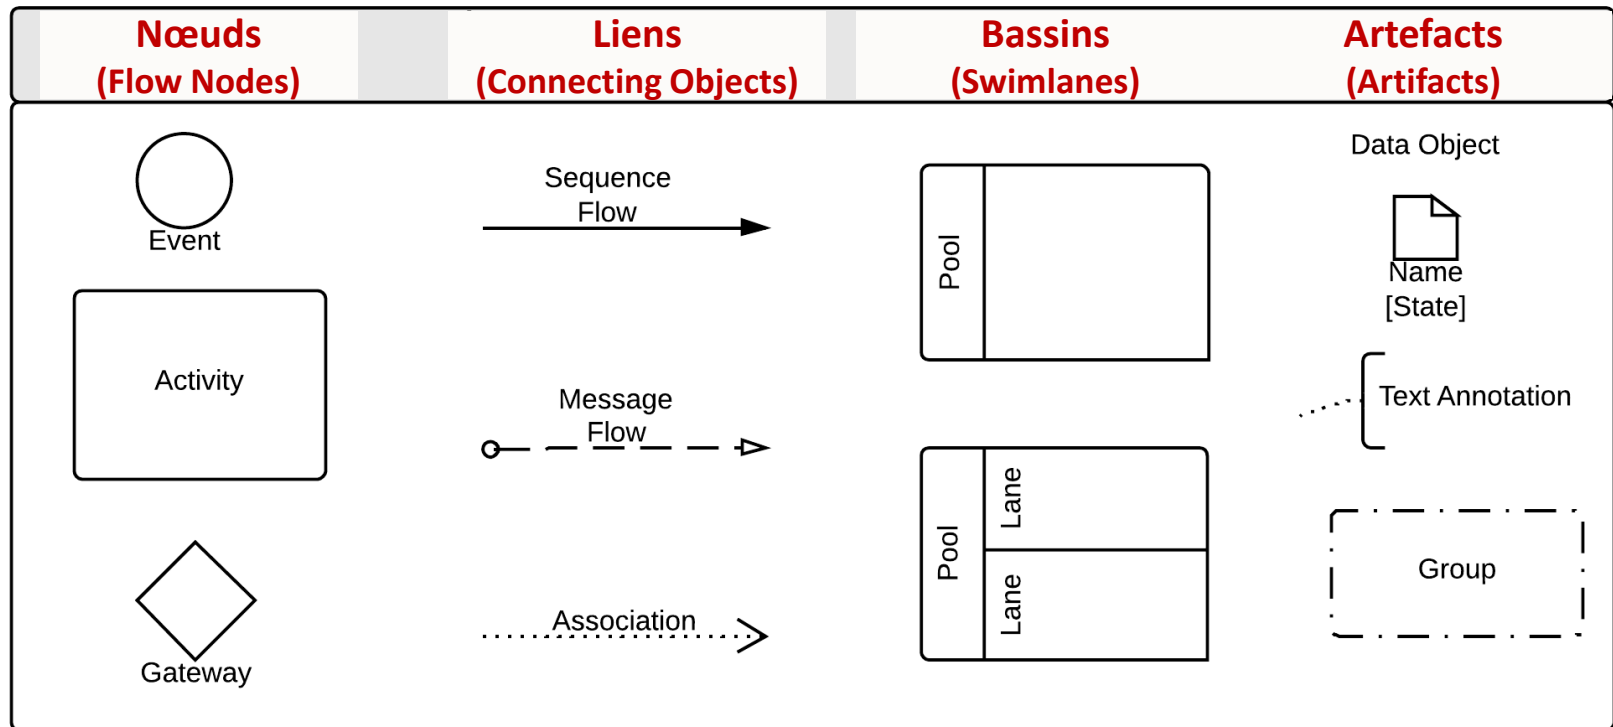 Nœuds
(Flow Nodes)
Liens
(Connecting Objects)
Bassins
(Swimlanes)
Artefacts
(Artifacts)
Event
Activity
Gateway
Sequence
Flow
Message
Flow
Association
Pool
Pool
Lane
Lane
Data Object
Name
[State]
Text Annotation
Group